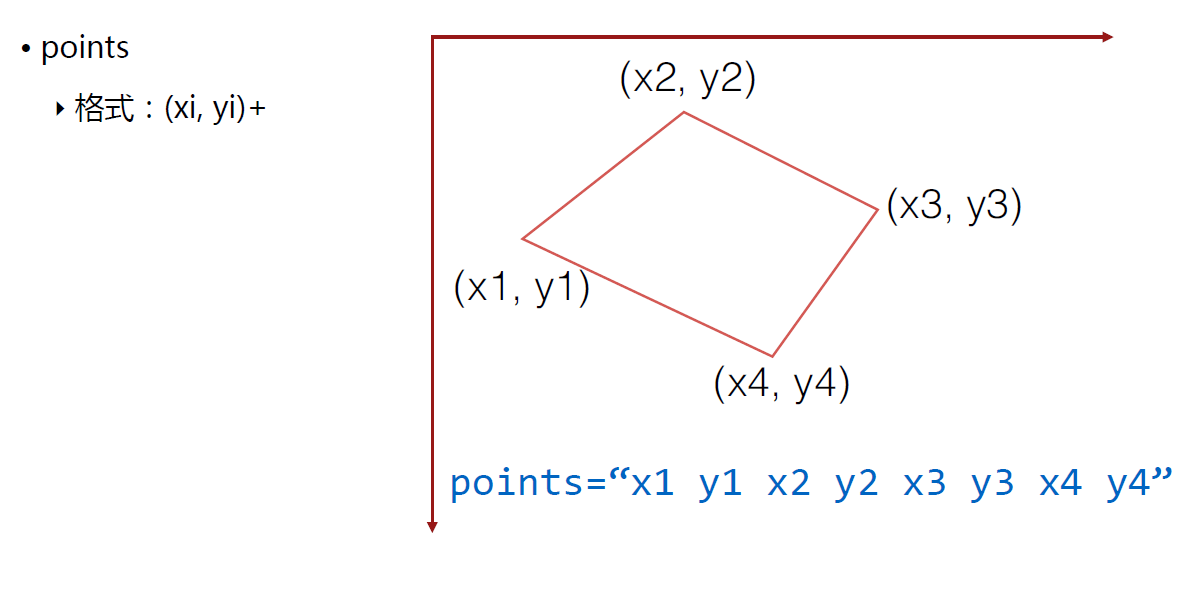 • points
‣ 格式：(xi, yi)+
(x2, y2)
(x3, y3)
(x1, y1)
(x4, y4)
points=“x1 y1 x2 y2 x3 y3 x4 y4”